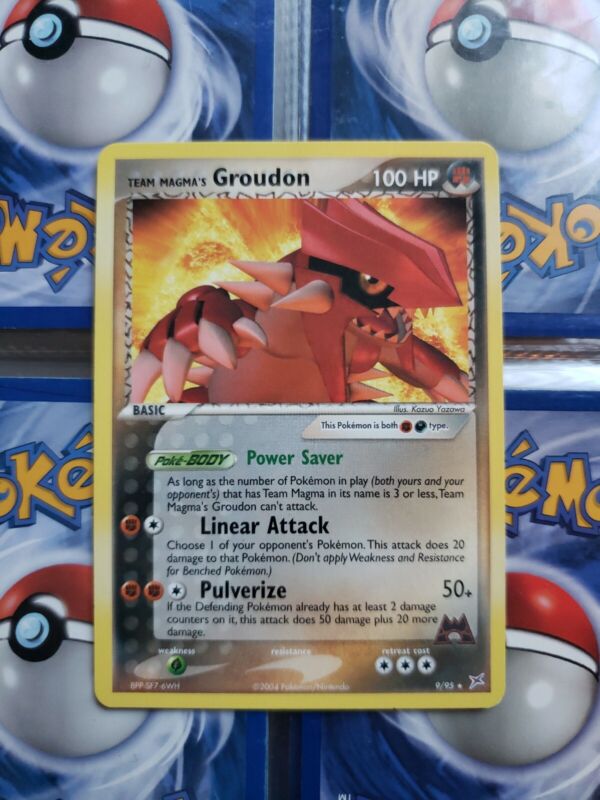 TEAM MAGMA'S Groudon 100 HP
BASIC
Illus. Kazuo Yazawa
This Pokémon is both type.
Poké-BODY Power Saver
As long as the number of Pokémon in play (both yours and your
opponent's) that has Team Magma in its name is 3 or less, Team
Magma's Groudon can't attack.
Linear Attack
Choose 1 of your opponent's Pokémon. This attack does 20
damage to that Pokémon. (Don't apply Weakness and Resistance
for Benched Pokémon.)
Pulverize 50+
If the Defending Pokémon already has at least 2 damage
counters on it, this attack does 50 damage plus 20 more
damage.
weakness resistance retreat cost
BPP-SF7-6WH ©2004 Pokémon/Nintendo 9/95